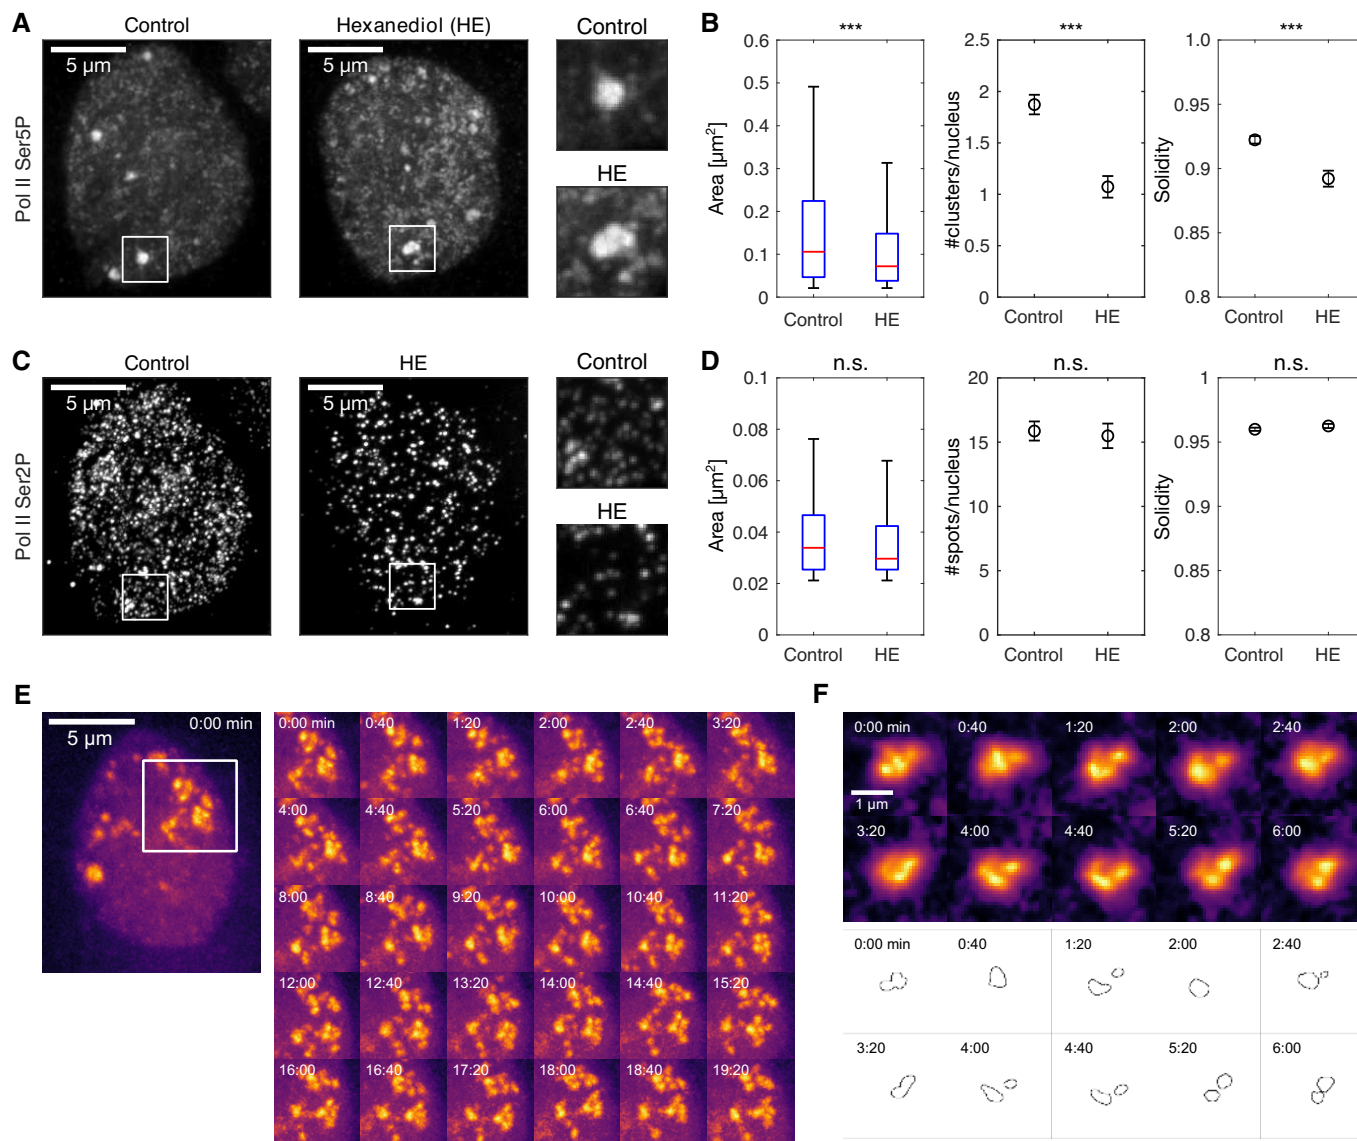 A
Control
5 μm
Hexanediol (HE)
5 μm
Control
HE
Pol II Ser5P
B
***
Area [μm²]
0.6
0.5
0.4
0.3
0.2
0.1
0
Control
HE
***
#clusters/nucleus
2.5
2
1.5
1
0.5
0
Control
HE
***
Solidity
1.0
0.95
0.9
0.85
0.8
Control
HE
C
Control
5 μm
HE
5 μm
Control
HE
Pol II Ser2P
D
n.s.
Area [μm²]
0.1
0.08
0.06
0.04
0.02
0
Control
HE
n.s.
#spots/nucleus
20
15
10
5
0
Control
HE
n.s.
Solidity
1
0.95
0.9
0.85
0.8
Control
HE
E
0:00 min
5 μm
0:00 min 0:40 1:20 2:00 2:40 3:20
4:00 4:40 5:20 6:00 6:40 7:20
8:00 8:40 9:20 10:00 10:40 11:20
12:00 12:40 13:20 14:00 14:40 15:20
16:00 16:40 17:20 18:00 18:40 19:20
F
0:00 min 0:40 1:20 2:00 2:40
1 μm
3:20 4:00 4:40 5:20 6:00
0:00 min 0:40 1:20 2:00 2:40
3:20 4:00 4:40 5:20 6:00